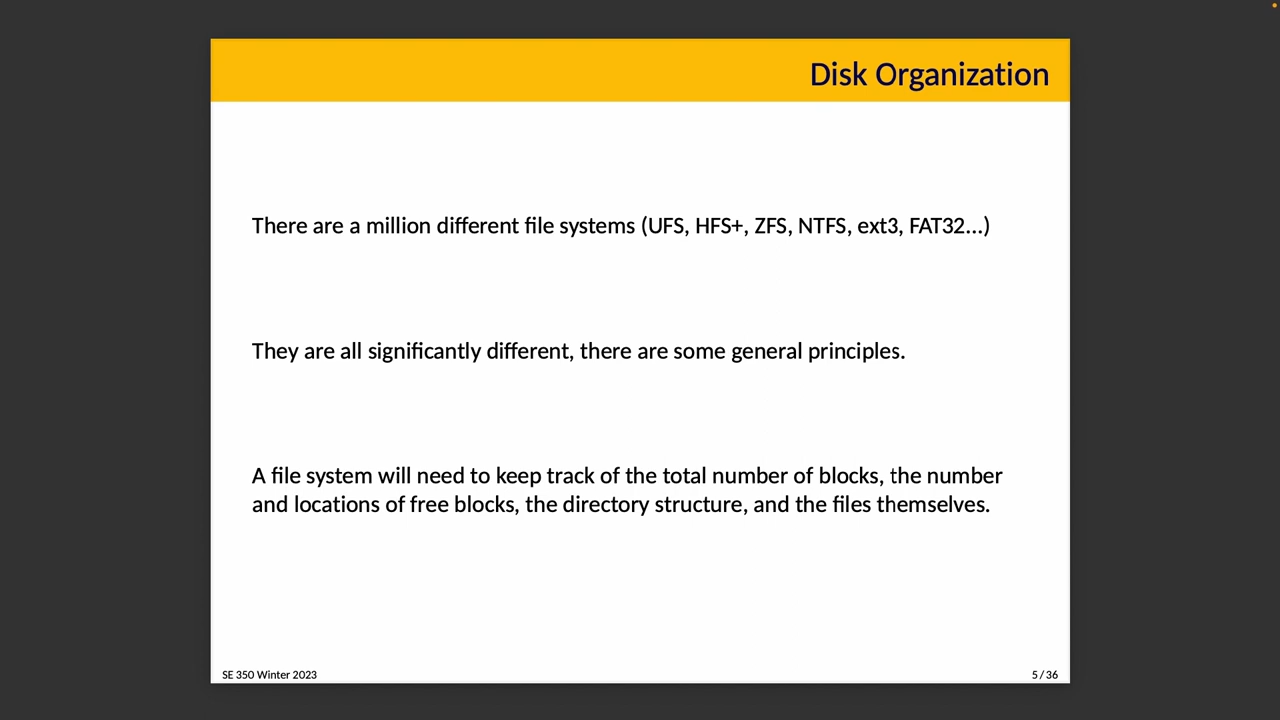 Disk Organization
There are a million different file systems (UFS, HFS+, ZFS, NTFS, ext3, FAT32...)
They are all significantly different, there are some general principles.
A file system will need to keep track of the total number of blocks, the number
and locations of free blocks, the directory structure, and the files themselves.
SE 350 Winter 2023
5 / 36